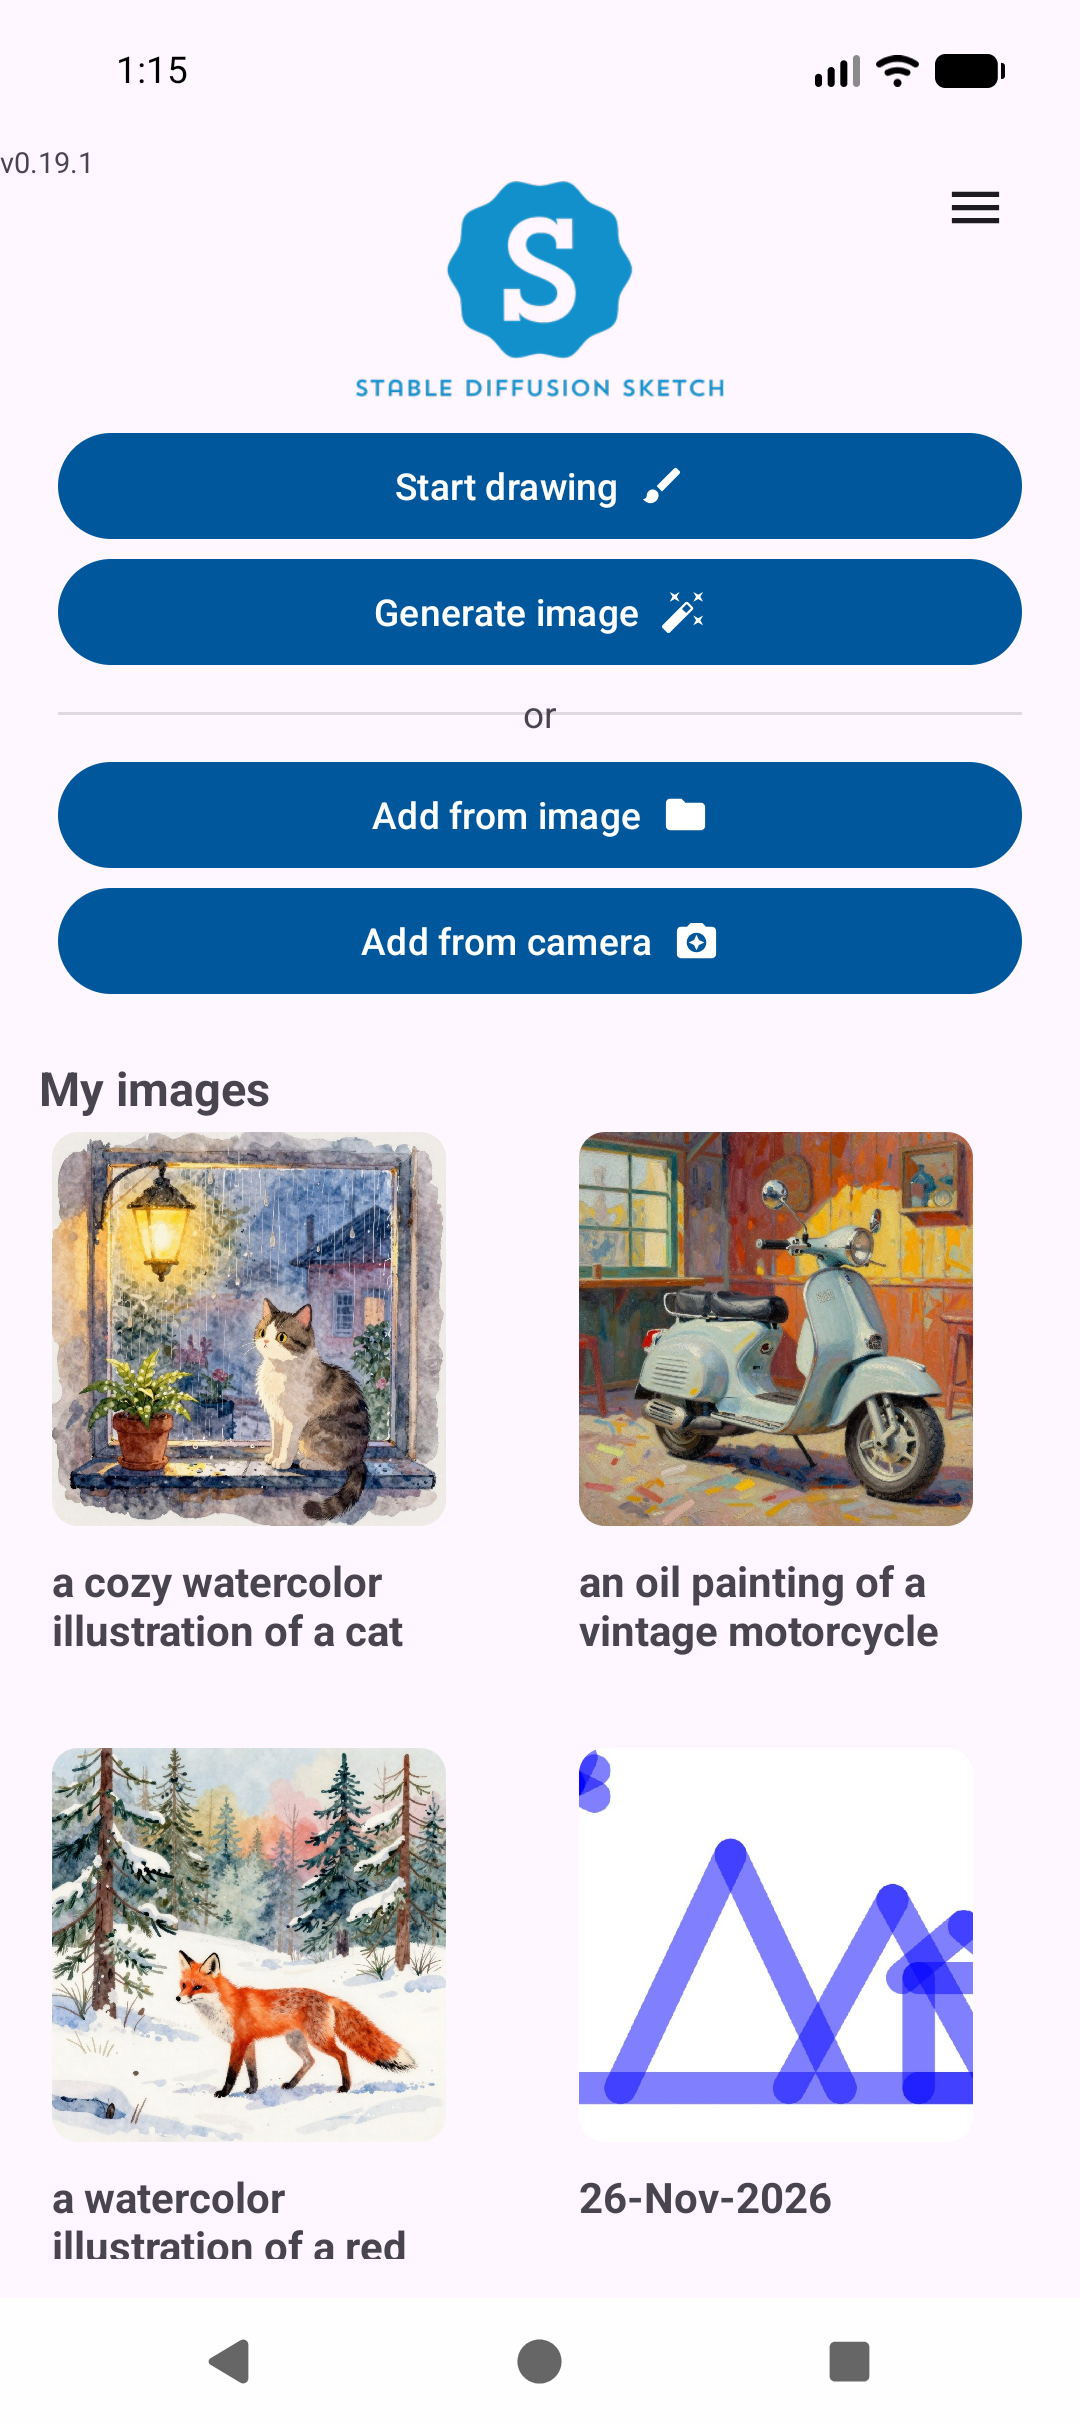 1:15
v0.19.1
S
STABLE DIFFUSION SKETCH
Start drawing
Generate image
or
Add from image
Add from camera
My images
a cozy watercolor
illustration of a cat
an oil painting of a
vintage motorcycle
a watercolor
illustration of a red
26-Nov-2026